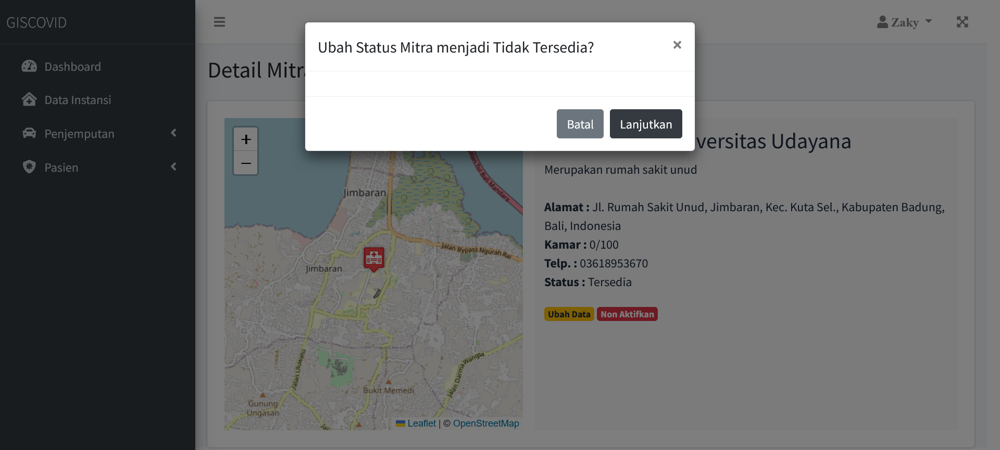 GISCOVID
Zaky
Dashboard
Data Instansi
Penjemputan
Pasien
Ubah Status Mitra menjadi Tidak Tersedia?
×
Batal
Lanjutkan
Detail
+
−
Jimbaran
Jimbaran
Jalan Tol Bali Mandara
Jalan Bypass Ngurah Rai
Jalan Uluwatu
Jalan Darma Wangsa
Bukit Memedi
Gunung
Ungasan
Leaflet | © OpenStreetMap
Udayana
Merupakan rumah sakit unud
Alamat : Jl. Rumah Sakit Unud, Jimbaran, Kec. Kuta Sel., Kabupaten Badung,
Bali, Indonesia
Kamar : 0/100
Telp. : 03618953670
Status : Tersedia
Ubah Data
Non Aktifkan